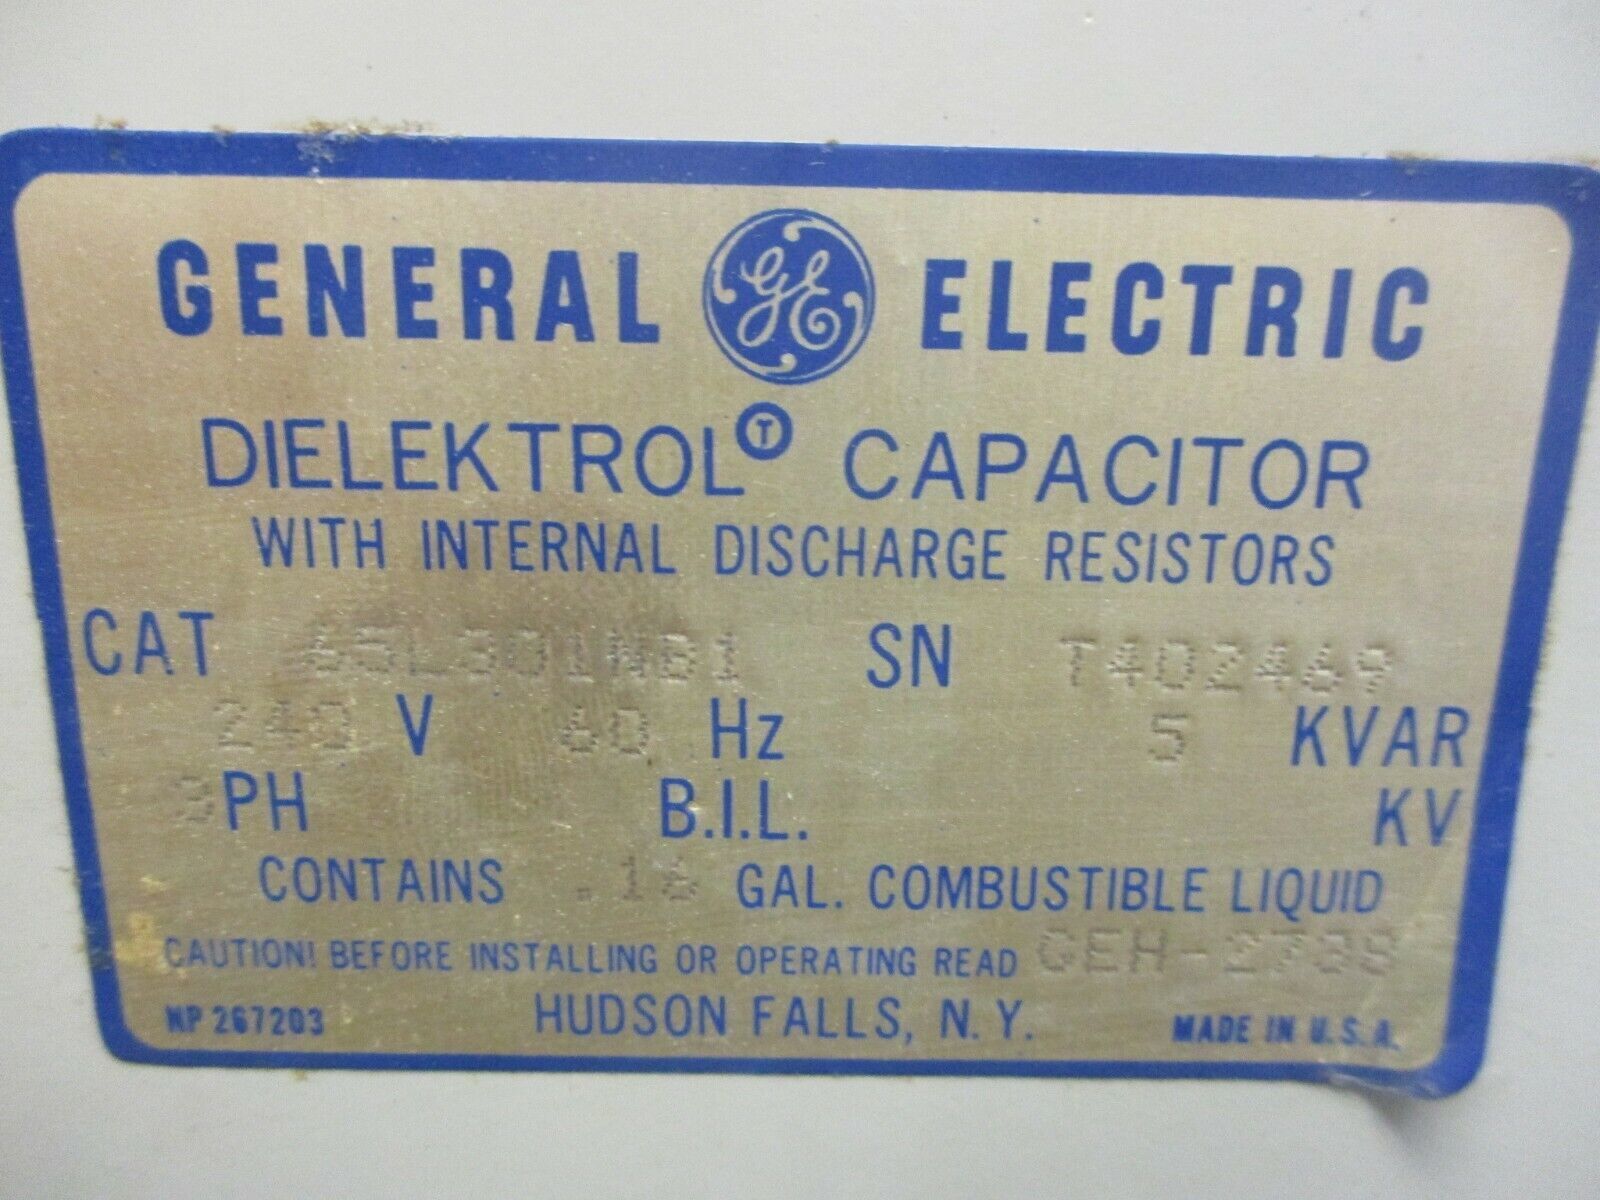 GENERAL GE ELECTRIC
DIELEKTROL Ⓣ CAPACITOR
WITH INTERNAL DISCHARGE RESISTORS
CAT SN T402469
240 V 60 Hz 5 KVAR
PH B.I.L. KV
CONTAINS GAL. COMBUSTIBLE LIQUID
CAUTION! BEFORE INSTALLING OR OPERATING READ
NP 267203 HUDSON FALLS, N.Y. MADE IN U.S.A.